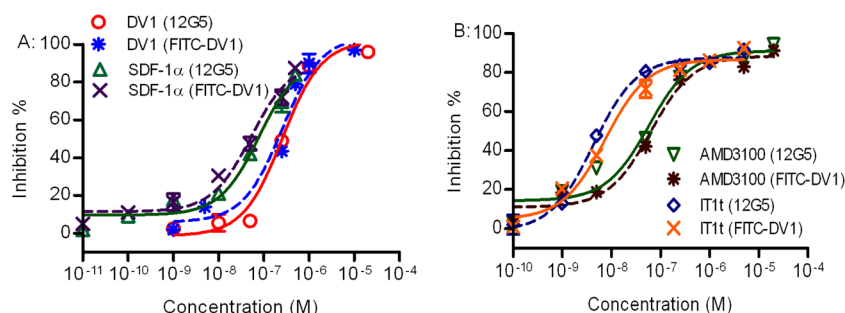 A:
DV1 (12G5)
DV1 (FITC-DV1)
SDF-1α (12G5)
SDF-1α (FITC-DV1)
100
80
60
40
20
0
Inhibition %
10-11 10-10 10-9 10-8 10-7 10-6 10-5 10-4
Concentration (M)
B:
100
80
60
40
20
0
Inhibition %
AMD3100 (12G5)
AMD3100 (FITC-DV1)
IT1t (12G5)
IT1t (FITC-DV1)
10-10 10-9 10-8 10-7 10-6 10-5 10-4
Concentration (M)